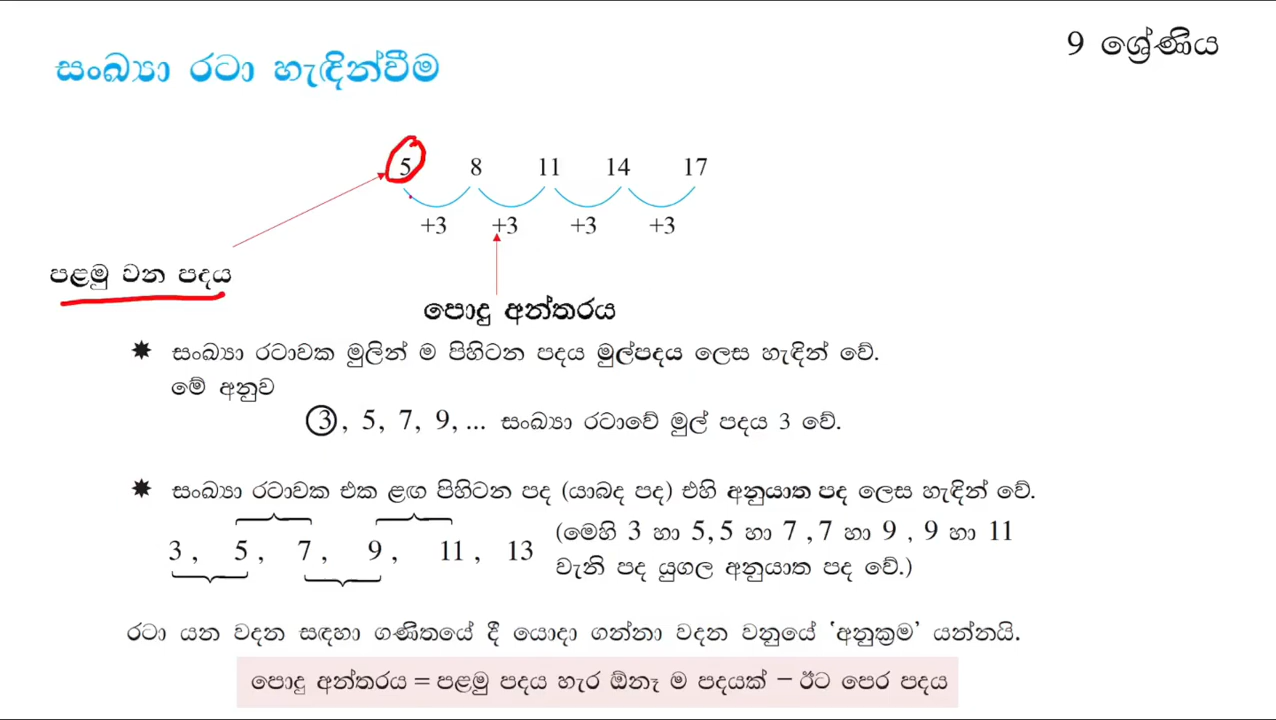 9 ශ්‍රේණිය
සංඛ්‍යා රටා හැඳින්වීම
5 8 11 14 17
+3 +3 +3 +3
පළමු වන පදය
පොදු අන්තරය
✷ සංඛ්‍යා රටාවක මුලින් ම පිහිටන පදය මුල්පදය ලෙස හැඳින් වේ.
මේ අනුව
3, 5, 7, 9, ... සංඛ්‍යා රටාවේ මුල් පදය 3 වේ.
✷ සංඛ්‍යා රටාවක එක ළඟ පිහිටන පද (යාබද පද) එහි අනුයාත පද ලෙස හැඳින් වේ.
3 , 5 , 7 , 9 , 11 , 13
(මෙහි 3 හා 5, 5 හා 7 , 7 හා 9 , 9 හා 11
වැනි පද යුගල අනුයාත පද වේ.)
රටා යන වදන සඳහා ගණිතයේ දී යොදා ගන්නා වදන වනුයේ ‘අනුක්‍රම’ යන්නයි.
පොදු අන්තරය = පළමු පදය හැර ඕනෑ ම පදයක් − ඊට පෙර පදය